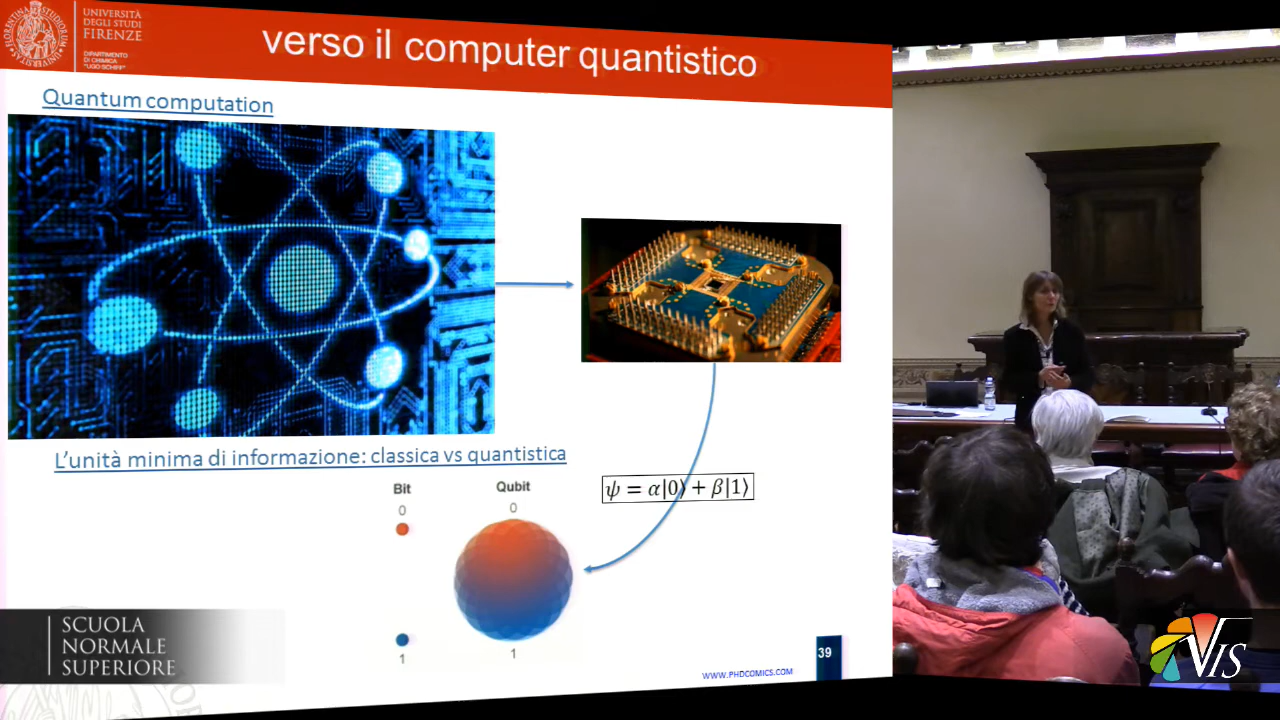 UNIVERSITÀ
DEGLI STUDI
FIRENZE
DIPARTIMENTO
DI CHIMICA
"UGO SCHIFF"
verso il computer quantistico
Quantum computation
L'unità minima di informazione: classica vs quantistica
Bit
0
1
Qubit
0
1
ψ = α|0⟩ + β|1⟩
WWW.PHDCOMICS.COM
39
SCUOLA
NORMALE
SUPERIORE
VIS